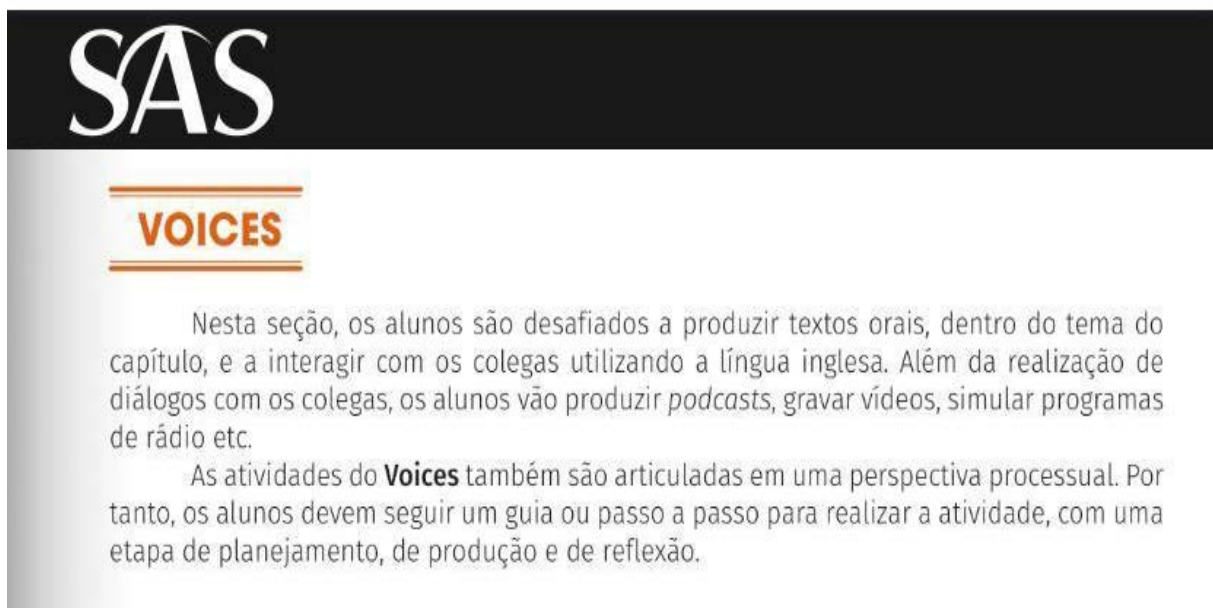 SAS
VOICES
Nesta seção, os alunos são desafiados a produzir textos orais, dentro do tema do
capítulo, e a interagir com os colegas utilizando a língua inglesa. Além da realização de
diálogos com os colegas, os alunos vão produzir podcasts, gravar vídeos, simular programas
de rádio etc.
As atividades do Voices também são articuladas em uma perspectiva processual. Por
tanto, os alunos devem seguir um guia ou passo a passo para realizar a atividade, com uma
etapa de planejamento, de produção e de reflexão.